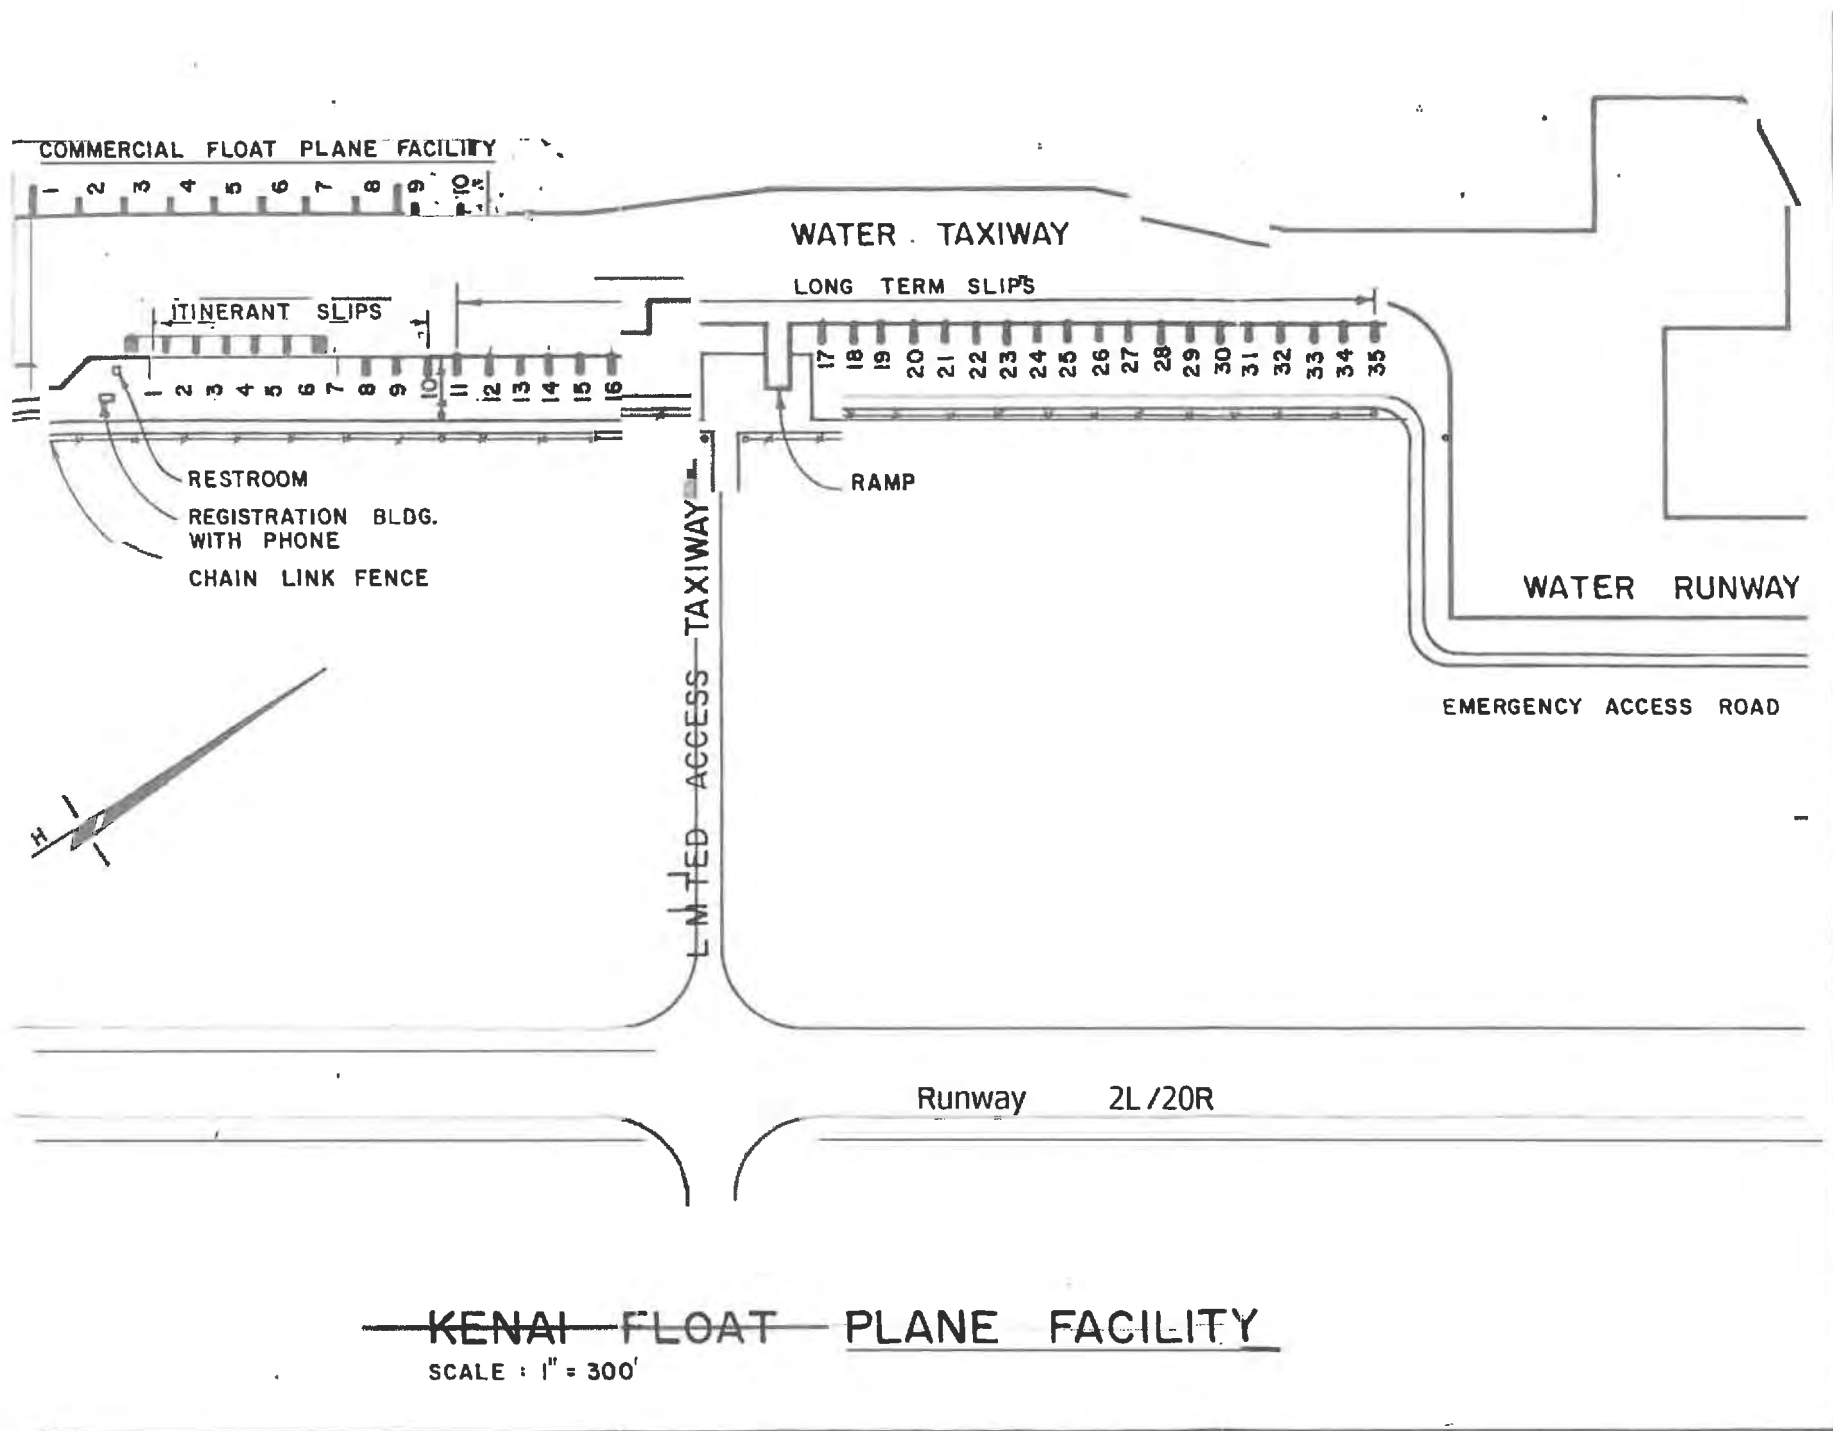 COMMERCIAL FLOAT PLANE FACILITY
1 2 3 4 5 6 7 8 9 10
WATER TAXIWAY
LONG TERM SLIPS
ITINERANT SLIPS
1 2 3 4 5 6 7 8 9 10 11 12 13 14 15 16
17 18 19 20 21 22 23 24 25 26 27 28 29 30 31 32 33 34 35
RESTROOM
RAMP
REGISTRATION BLDG.
WITH PHONE
CHAIN LINK FENCE
WATER RUNWAY
EMERGENCY ACCESS ROAD
L M TED ACCESS TAXIWAY
H
Runway 2L/20R
KENAI FLOAT PLANE FACILITY
SCALE : 1" = 300'